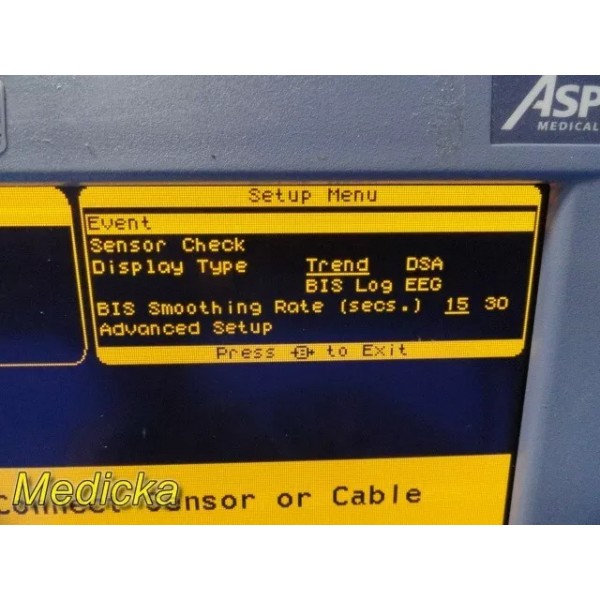 ASP
MEDICAL
Setup Menu
Event
Sensor Check
Display Type Trend DSA
BIS Log EEG
BIS Smoothing Rate (secs.) 15 30
Advanced Setup
Press to Exit
Medicka
Connect Sensor or Cable